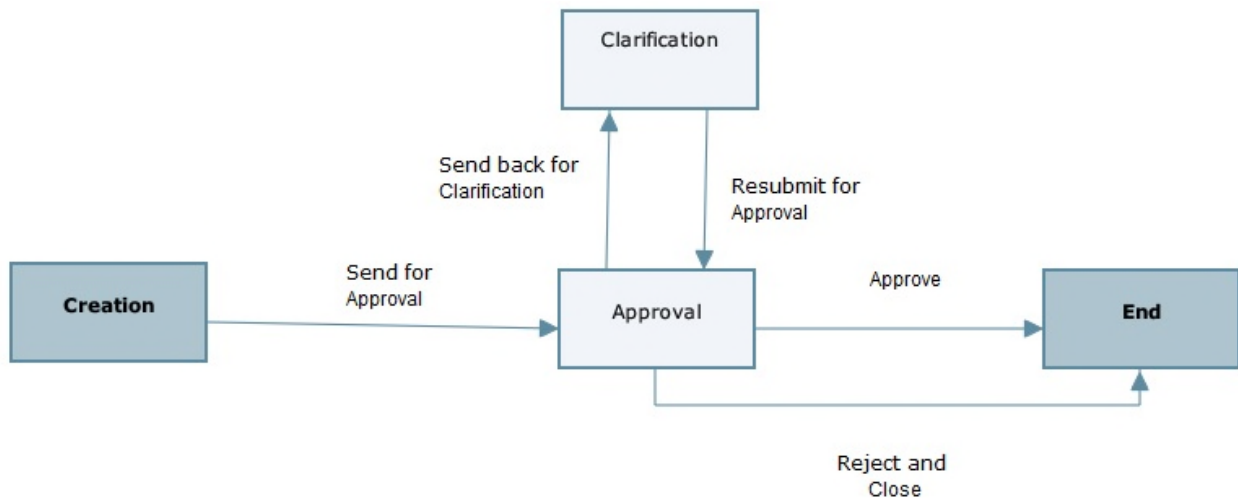 Clarification
Send back for
Clarification
Resubmit for
Approval
Creation
Send for
Approval
Approval
Approve
End
Reject and
Close